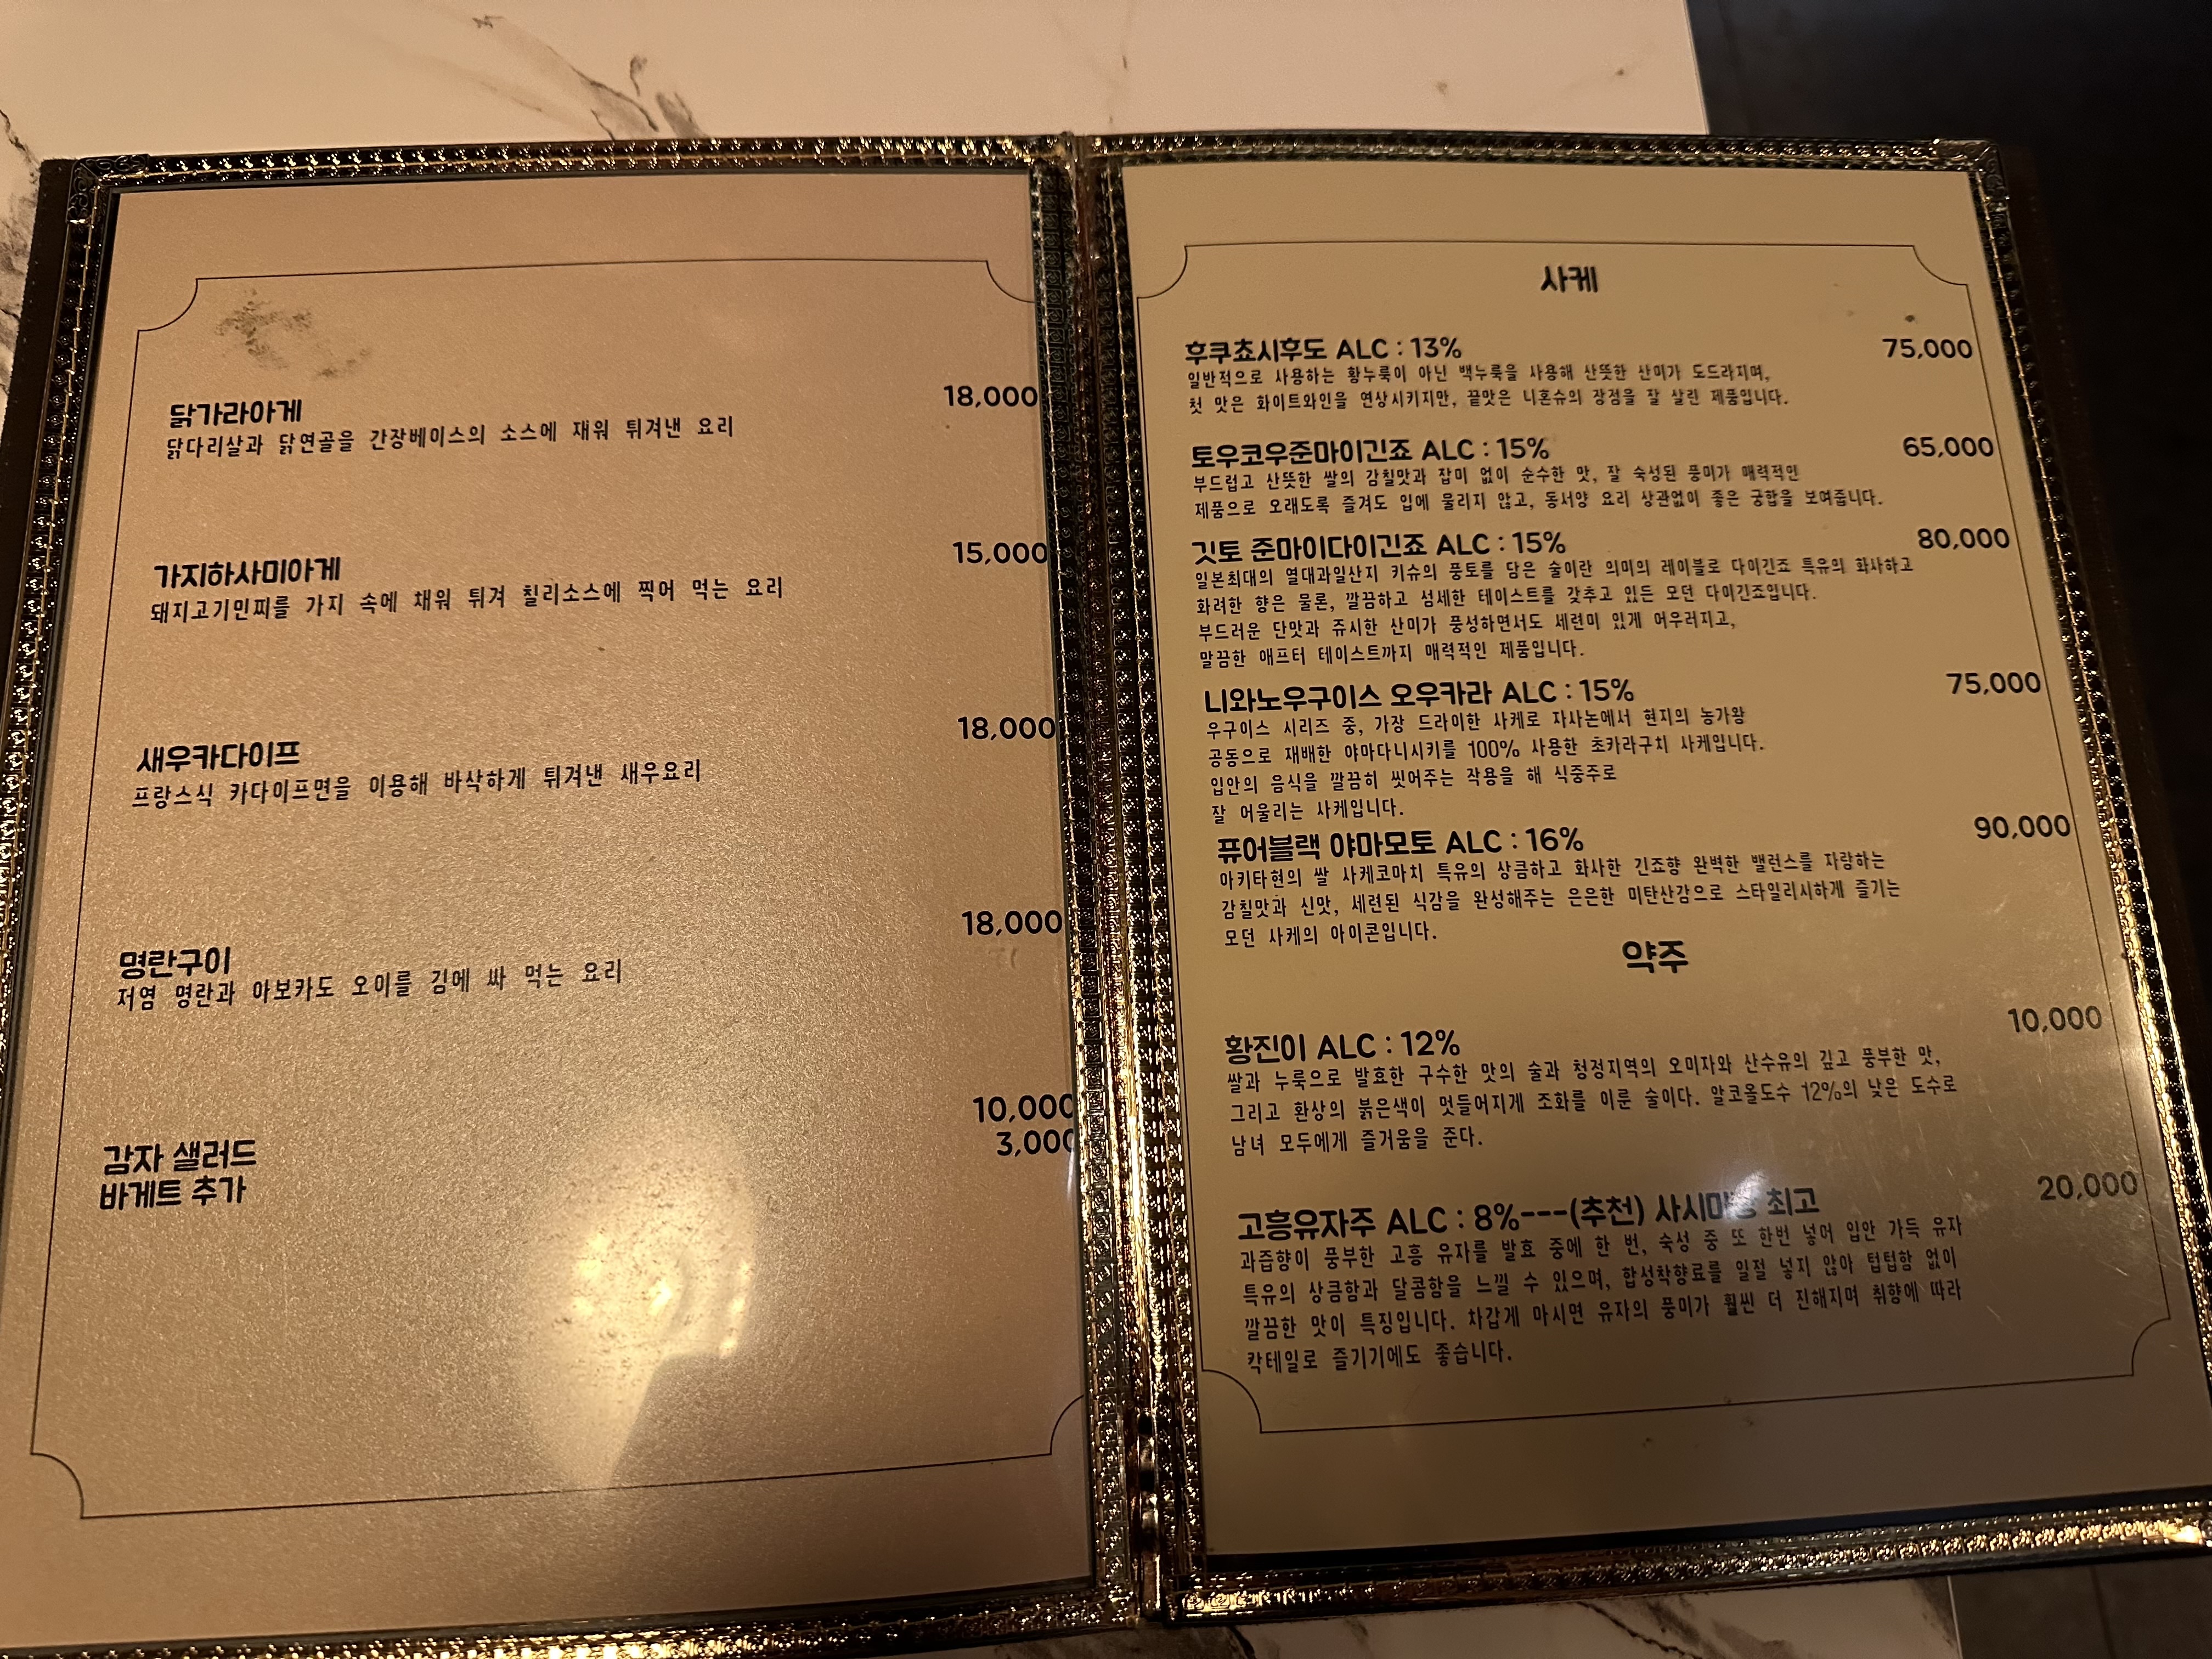 닭가라아게 18,000
닭다리살과 닭연골을 간장베이스의 소스에 재워 튀겨낸 요리
가지하사미아게 15,000
돼지고기민찌를 가지 속에 채워 튀겨 칠리소스에 찍어 먹는 요리
새우카다이프 18,000
프랑스식 카다이프면을 이용해 바삭하게 튀겨낸 새우요리
명란구이 18,000
저염 명란과 아보카도 오이를 김에 싸 먹는 요리
감자 샐러드 10,000
바게트 추가 3,000
사케
후쿠쵸시후도 ALC : 13% 75,000
일반적으로 사용하는 황누룩이 아닌 백누룩을 사용해 산뜻한 산미가 도드라지며,
첫 맛은 화이트와인을 연상시키지만, 끝맛은 니혼슈의 장점을 잘 살린 제품입니다.
토우코우준마이긴죠 ALC : 15% 65,000
부드럽고 산뜻한 쌀의 감칠맛과 잡미 없이 순수한 맛, 잘 숙성된 풍미가 매력적인
제품으로 오래도록 즐겨도 입에 물리지 않고, 동서양 요리 상관없이 좋은 궁합을 보여줍니다.
깃토 준마이다이긴죠 ALC : 15% 80,000
일본최대의 열대과일산지 키슈의 풍토를 담은 술이란 의미의 레이블로 다이긴죠 특유의 화사하고
화려한 향은 물론, 깔끔하고 섬세한 테이스트를 갖추고 있든 모던 다이긴죠입니다.
부드러운 단맛과 쥬시한 산미가 풍성하면서도 세련미 있게 어우러지고,
말끔한 애프터 테이스트까지 매력적인 제품입니다.
니와노우구이스 오우카라 ALC : 15% 75,000
우구이스 시리즈 중, 가장 드라이한 사케로 자사논에서 현지의 농가왕
공동으로 재배한 야마다니시키를 100% 사용한 초카라구치 사케입니다.
입안의 음식을 깔끔히 씻어주는 작용을 해 식중주로
잘 어울리는 사케입니다.
퓨어블랙 야마모토 ALC : 16% 90,000
아키타현의 쌀 사케코마치 특유의 상큼하고 화사한 긴죠향 완벽한 밸런스를 자랑하는
감칠맛과 신맛, 세련된 식감을 완성해주는 은은한 미탄산감으로 스타일리시하게 즐기는
모던 사케의 아이콘입니다.
약주
황진이 ALC : 12% 10,000
쌀과 누룩으로 발효한 구수한 맛의 술과 청정지역의 오미자와 산수유의 깊고 풍부한 맛,
그리고 환상의 붉은색이 멋들어지게 조화를 이룬 술이다. 알코올도수 12%의 낮은 도수로
남녀 모두에게 즐거움을 준다.
고흥유자주 ALC : 8%---(추천) 최고 20,000
과즙향이 풍부한 고흥 유자를 발효 중에 한 번, 숙성 중 또 한번 넣어 입안 가득 유자
특유의 상큼함과 달콤함을 느낄 수 있으며, 합성착향료를 일절 넣지 않아 텁텁함 없이
깔끔한 맛이 특징입니다. 차갑게 마시면 유자의 풍미가 훨씬 더 진해지며 취향에 따라
칵테일로 즐기기에도 좋습니다.